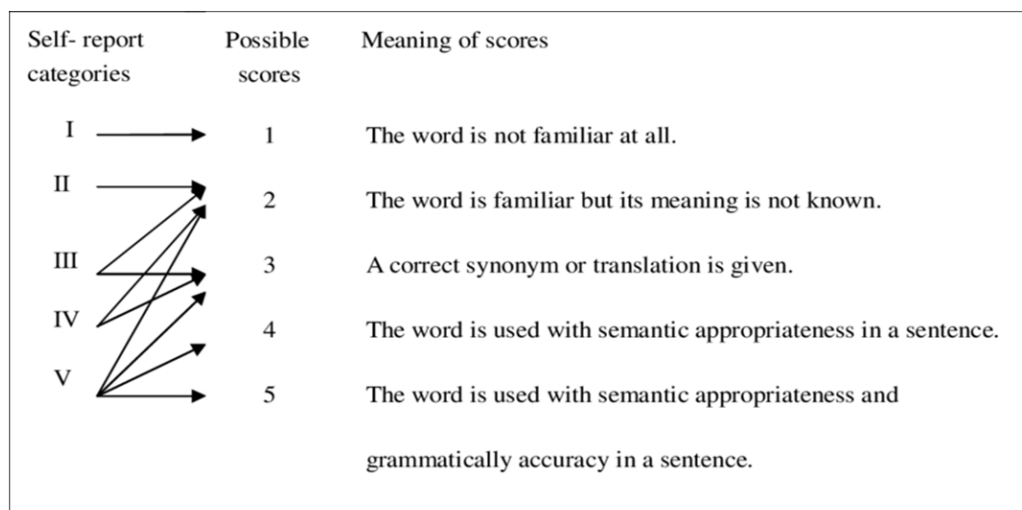 Self- report Possible Meaning of scores
categories scores
I 1 The word is not familiar at all.
II 2 The word is familiar but its meaning is not known.
III 3 A correct synonym or translation is given.
IV 4 The word is used with semantic appropriateness in a sentence.
V 5 The word is used with semantic appropriateness and
grammatically accuracy in a sentence.